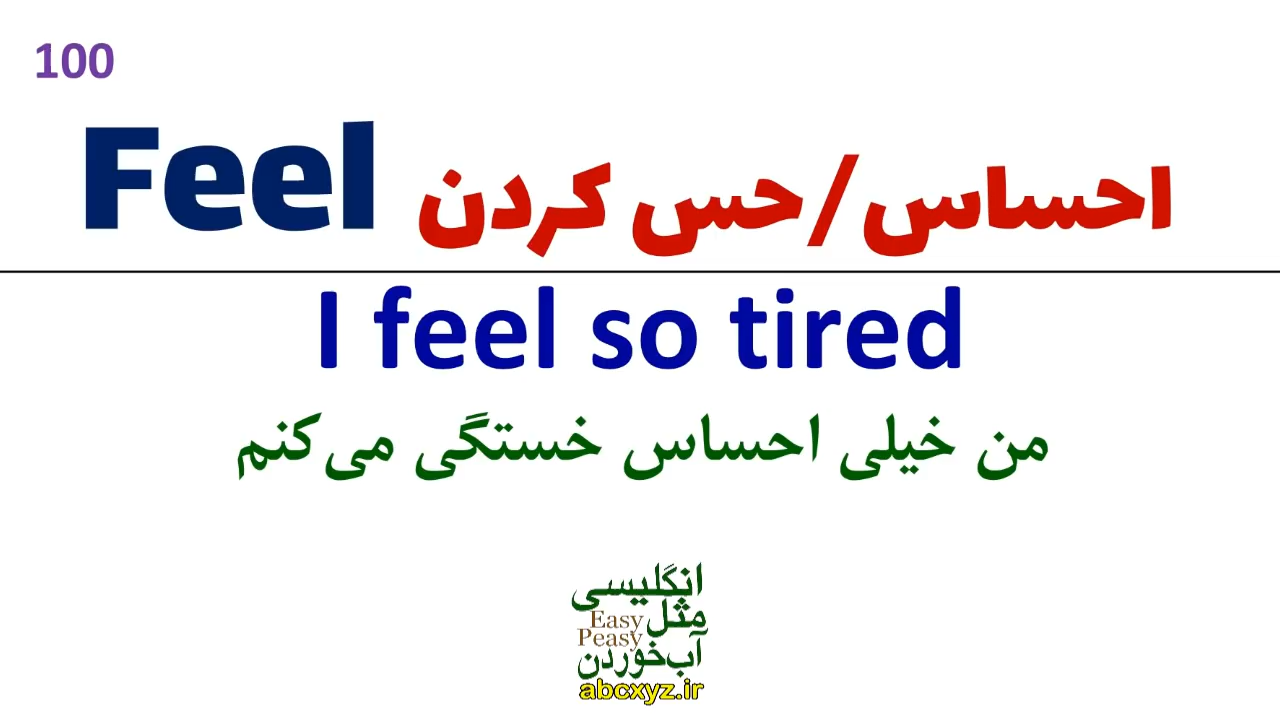 100
Feel احساس/حس کردن
I feel so tired
من خیلی احساس خستگی می‌کنم
انگلیسی
مثل Easy
Peasy
آب‌خوردن
abcxyz.ir